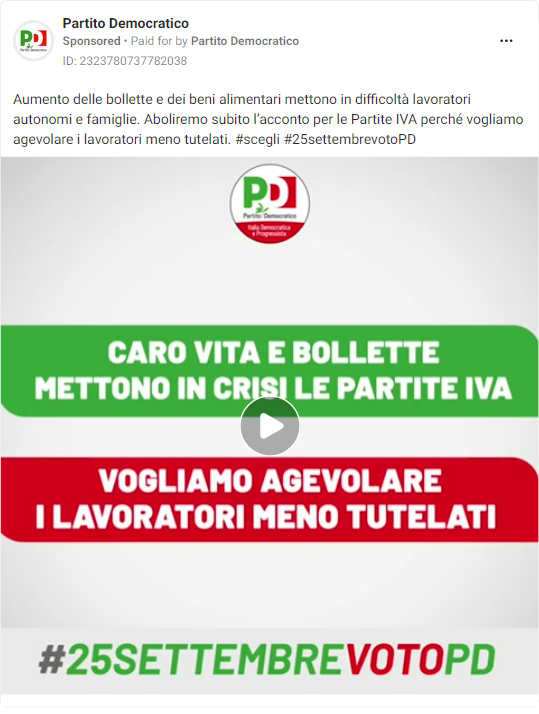 Partito Democratico
Sponsored • Paid for by Partito Democratico
ID: 2323780737782038
Aumento delle bollette e dei beni alimentari mettono in difficoltà lavoratori
autonomi e famiglie. Aboliremo subito l’acconto per le Partite IVA perché vogliamo
agevolare i lavoratori meno tutelati. #scegli #25settembrevotoPD
PD
Partito Democratico
Italia Democratica
e Progressista
CARO VITA E BOLLETTE
METTONO IN CRISI LE PARTITE IVA
VOGLIAMO AGEVOLARE
I LAVORATORI MENO TUTELATI
#25SETTEMBREVOTOPD